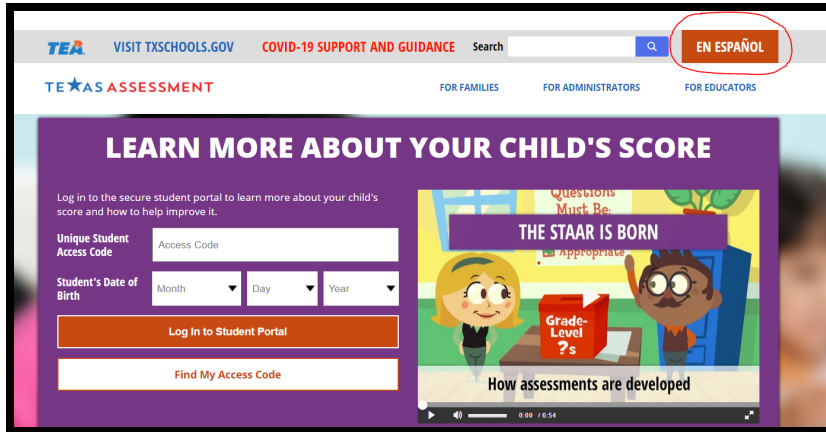 TEA VISIT TXSCHOOLS.GOV COVID-19 SUPPORT AND GUIDANCE Search EN ESPAÑOL
TEXAS ASSESSMENT FOR FAMILIES FOR ADMINISTRATORS FOR EDUCATORS
LEARN MORE ABOUT YOUR CHILD'S SCORE
Log in to the secure student portal to learn more about your child's
score and how to help improve it.
Unique Student
Access Code
Access Code
Student's Date of
Birth
Month Day Year
Log In to Student Portal
Find My Access Code
Questions
Must Be:
THE STAAR IS BORN
Appropriate
Grade-
Level
?s
How assessments are developed
0:00 / 6:54